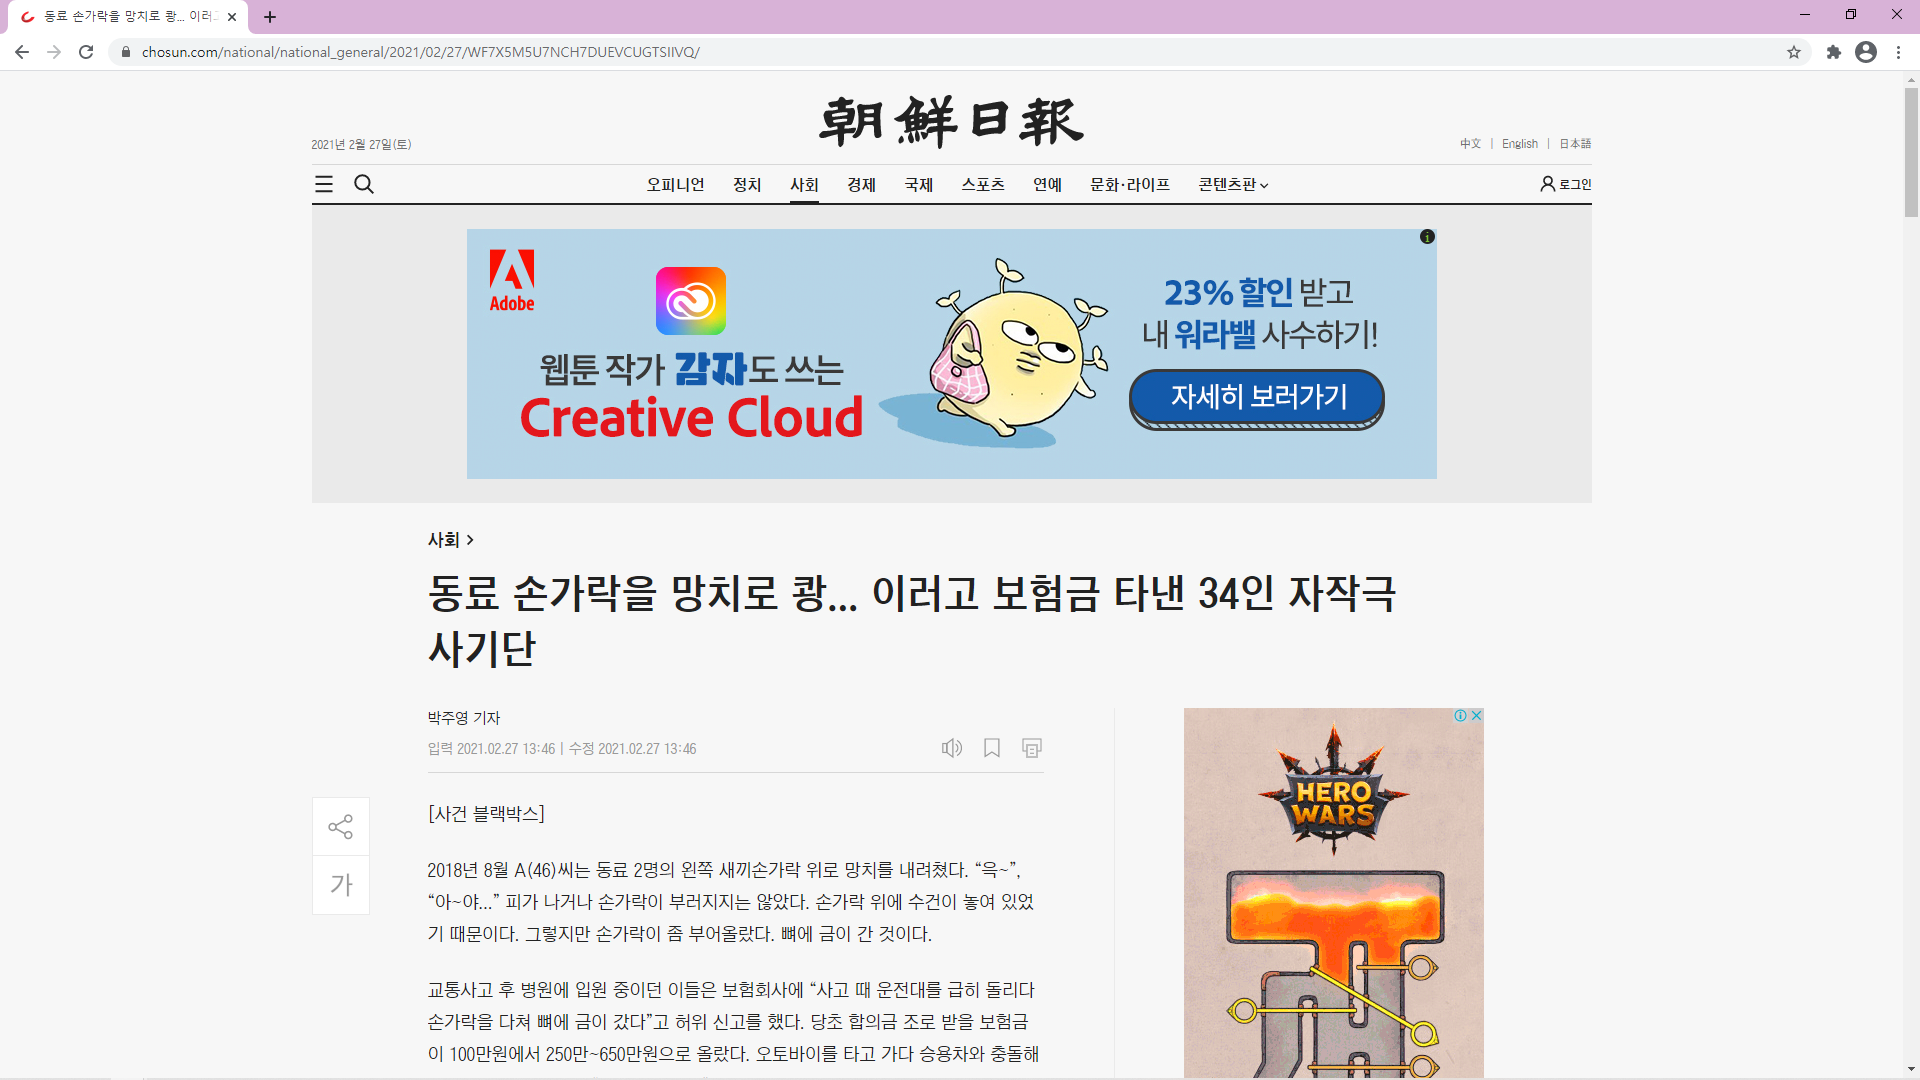 동료 손가락을 망치로 쾅... 이러고
chosun.com/national/national_general/2021/02/27/WF7X5M5U7NCH7DUEVCUGTSIIVQ/
朝鮮日報
2021년 2월 27일(토)
中文 | English | 日本語
오피니언 정치 사회 경제 국제 스포츠 연예 문화·라이프 콘텐츠판
로그인
Adobe
웹툰 작가 감자도 쓰는
Creative Cloud
23% 할인 받고
내 워라밸 사수하기!
자세히 보러가기
사회 >
동료 손가락을 망치로 쾅... 이러고 보험금 타낸 34인 자작극
사기단
박주영 기자
입력 2021.02.27 13:46 | 수정 2021.02.27 13:46
가
[사건 블랙박스]
2018년 8월 A(46)씨는 동료 2명의 왼쪽 새끼손가락 위로 망치를 내려쳤다. “윽~”,
“아~야...” 피가 나거나 손가락이 부러지지는 않았다. 손가락 위에 수건이 놓여 있었
기 때문이다. 그렇지만 손가락이 좀 부어올랐다. 뼈에 금이 간 것이다.
교통사고 후 병원에 입원 중이던 이들은 보험회사에 “사고 때 운전대를 급히 돌리다
손가락을 다쳐 뼈에 금이 갔다”고 허위 신고를 했다. 당초 합의금 조로 받을 보험금
이 100만원에서 250만~650만원으로 올랐다. 오토바이를 타고 가다 승용차와 충돌해
HERO
WARS